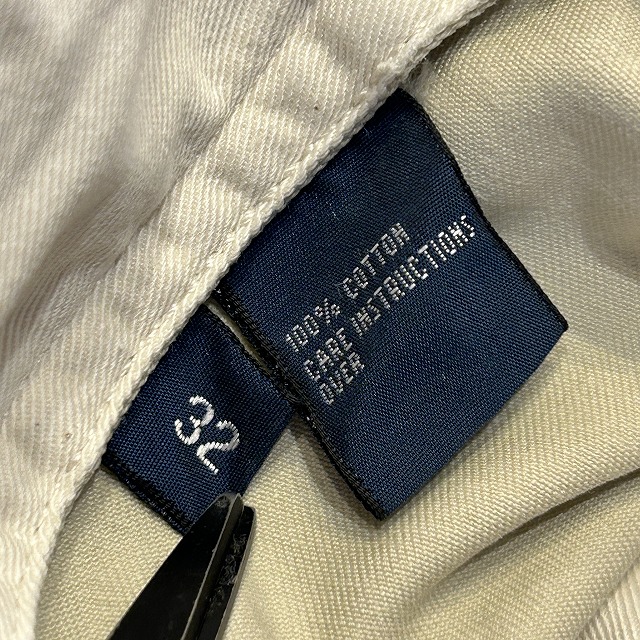 100% COTTON
CARE INSTRUCTIONS
OVER
32